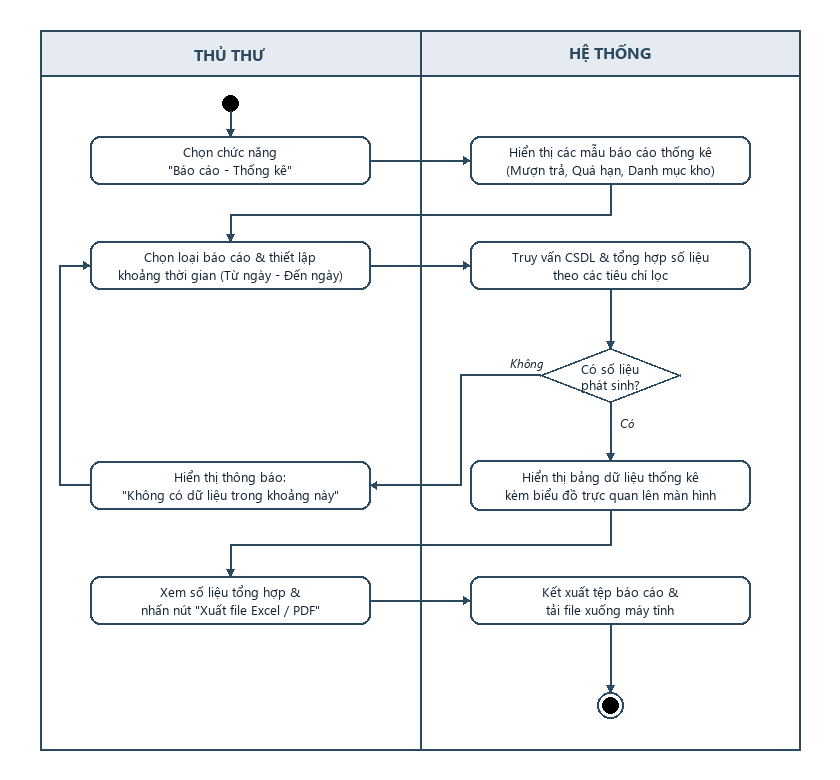 THỦ THƯ
HỆ THỐNG
Chọn chức năng
"Báo cáo - Thống kê"
Hiển thị các mẫu báo cáo thống kê
(Mượn trả, Quá hạn, Danh mục kho)
Chọn loại báo cáo & thiết lập
khoảng thời gian (Từ ngày - Đến ngày)
Truy vấn CSDL & tổng hợp số liệu
theo các tiêu chí lọc
Không
Có số liệu
phát sinh?
Có
Hiển thị thông báo:
"Không có dữ liệu trong khoảng này"
Hiển thị bảng dữ liệu thống kê
kèm biểu đồ trực quan lên màn hình
Xem số liệu tổng hợp &
nhấn nút "Xuất file Excel / PDF"
Kết xuất tệp báo cáo &
tải file xuống máy tính